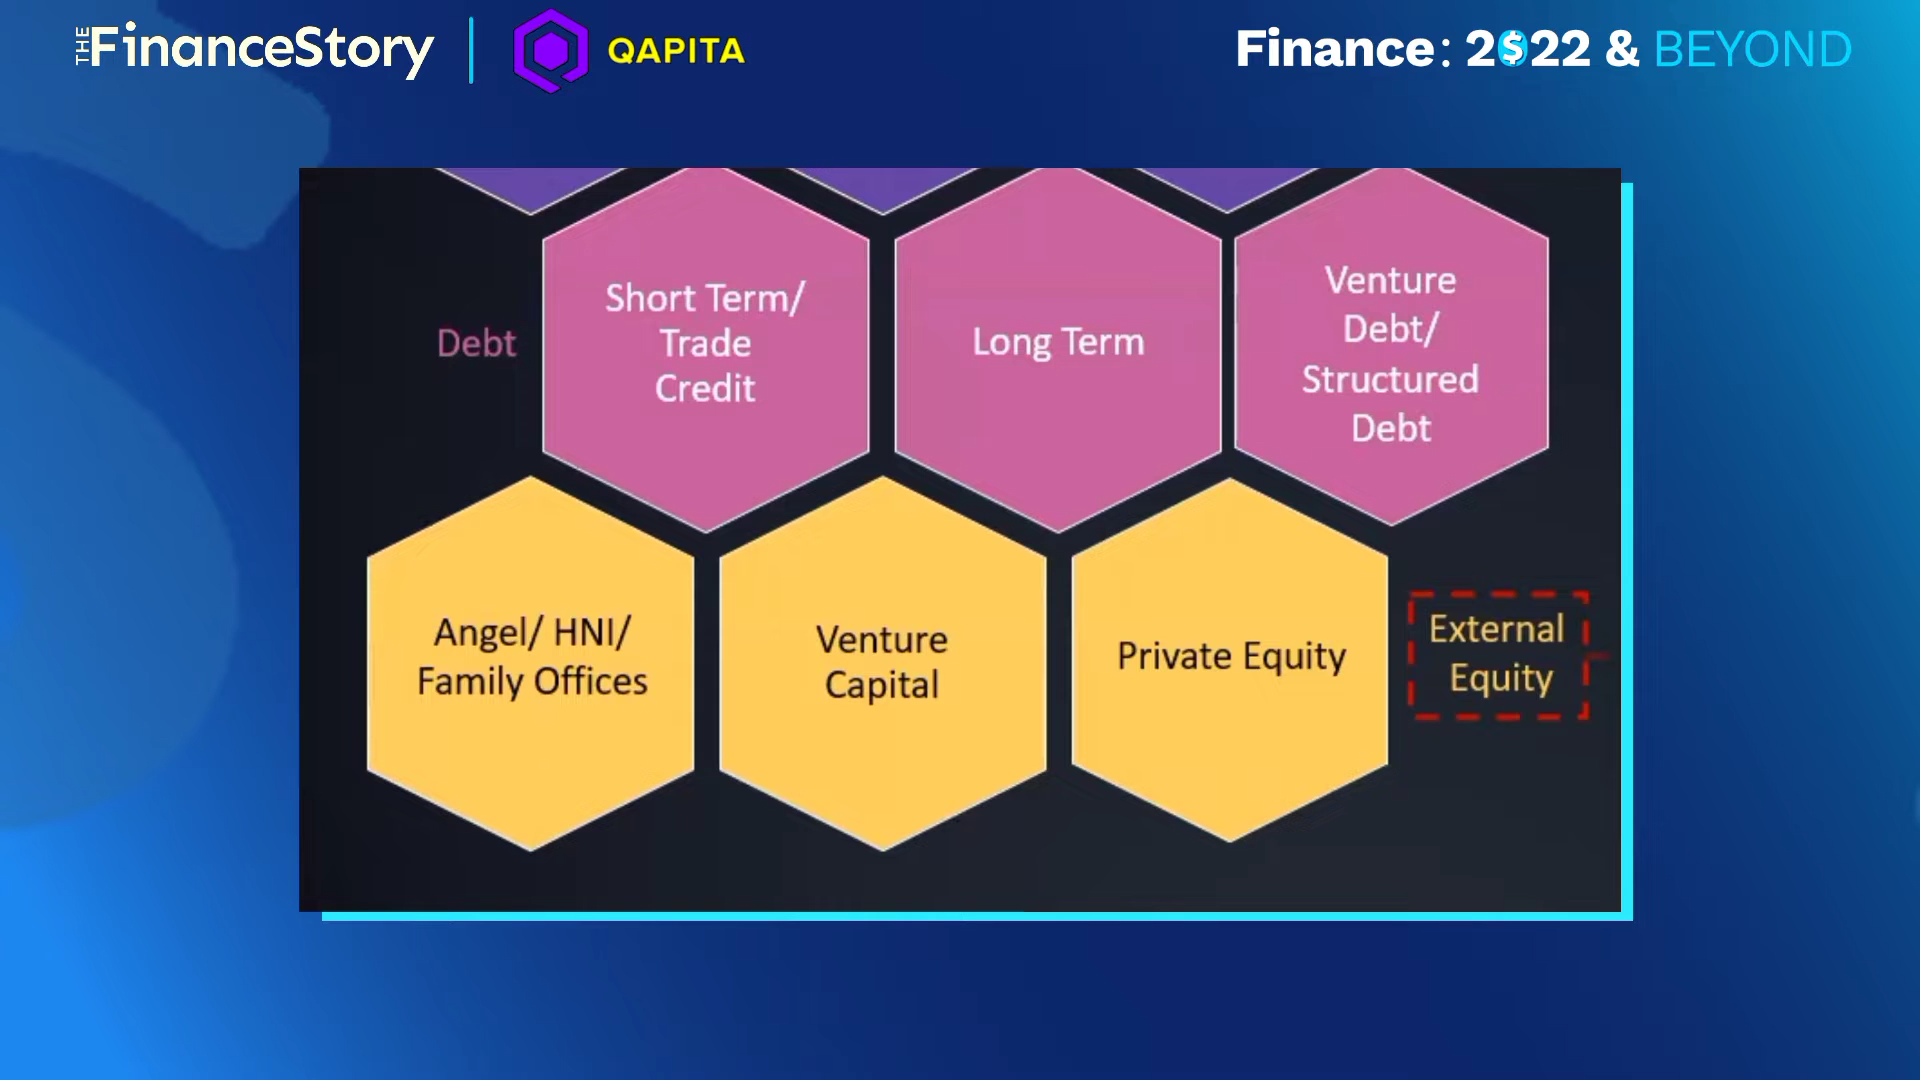 THE FinanceStory
QAPITA
Finance: 2022 & BEYOND
Debt
Short Term/
Trade
Credit
Long Term
Venture
Debt/
Structured
Debt
Angel/ HNI/
Family Offices
Venture
Capital
Private Equity
External
Equity